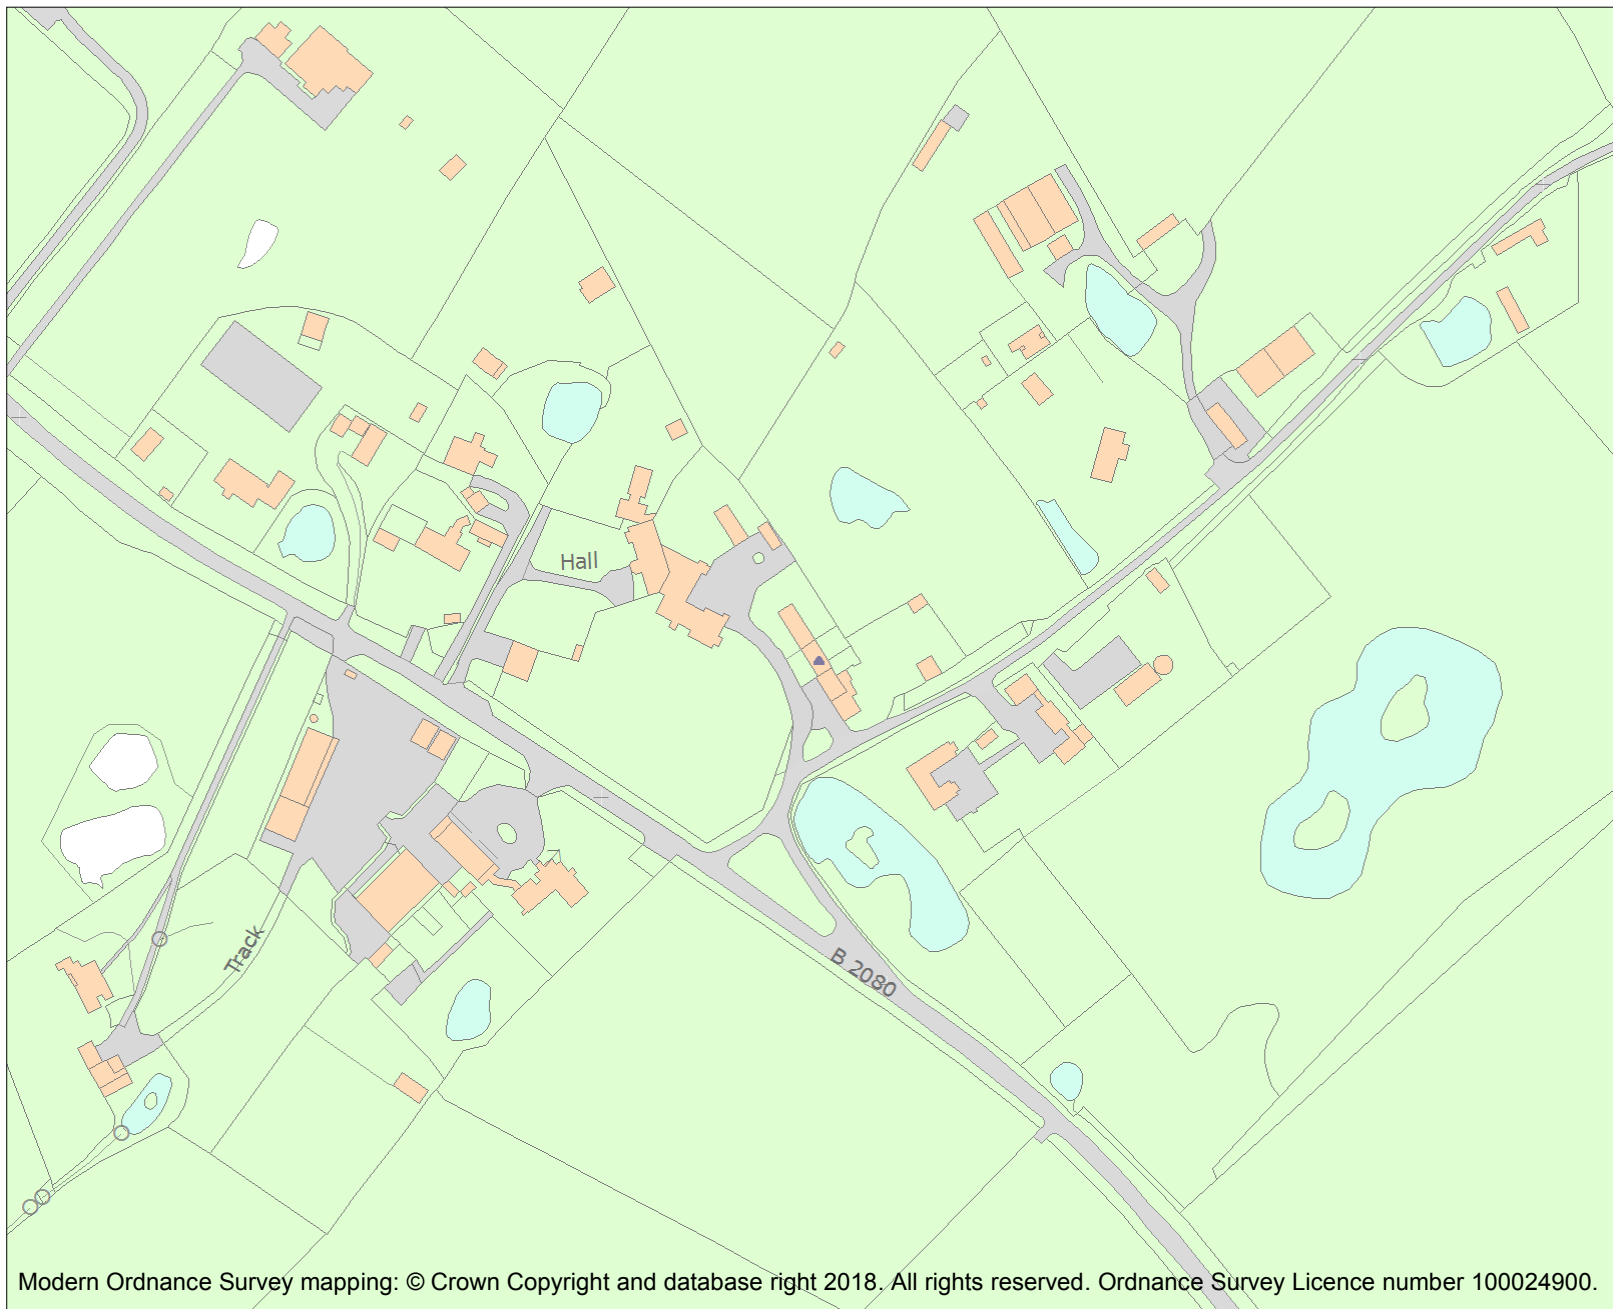 Hall
Track
B 2080
Modern Ordnance Survey mapping: © Crown Copyright and database right 2018. All rights reserved. Ordnance Survey Licence number 100024900.